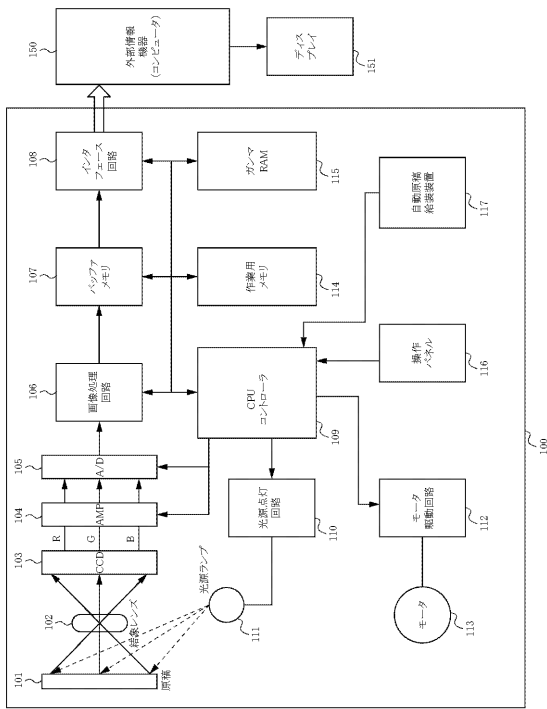 101
102
103
104
105
106
107
108
150
原稿
結像レンズ
CCD
R
G
B
AMP
A/D
画像処理
回路
バッファ
メモリ
インタ
フェース
回路
外部情報
機器
(コンピュータ)
光源ランプ
111
光源点灯
回路
110
CPU
コントローラ
109
作業用
メモリ
114
ガンマ
RAM
115
ディス
プレイ
151
モータ
113
モータ
駆動回路
112
操作
パネル
116
自動原稿
給装装置
117
100